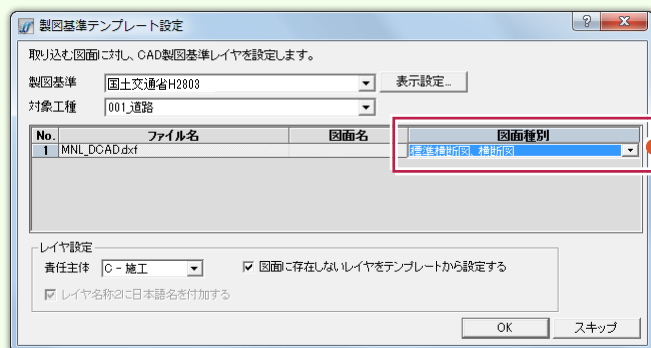 製図基準テンプレート設定
取り込む図面に対し、CAD製図基準レイヤを設定します。
製図基準 国土交通省H2803 表示設定...
対象工種 001_道路
No. ファイル名 図面名 図面種別
1 MNL_DCAD.dxf 標準横断図、横断図
レイヤ設定
責任主体 C - 施工 図面に存在しないレイヤをテンプレートから設定する
レイヤ名称2に日本語名を付加する
OK スキップ